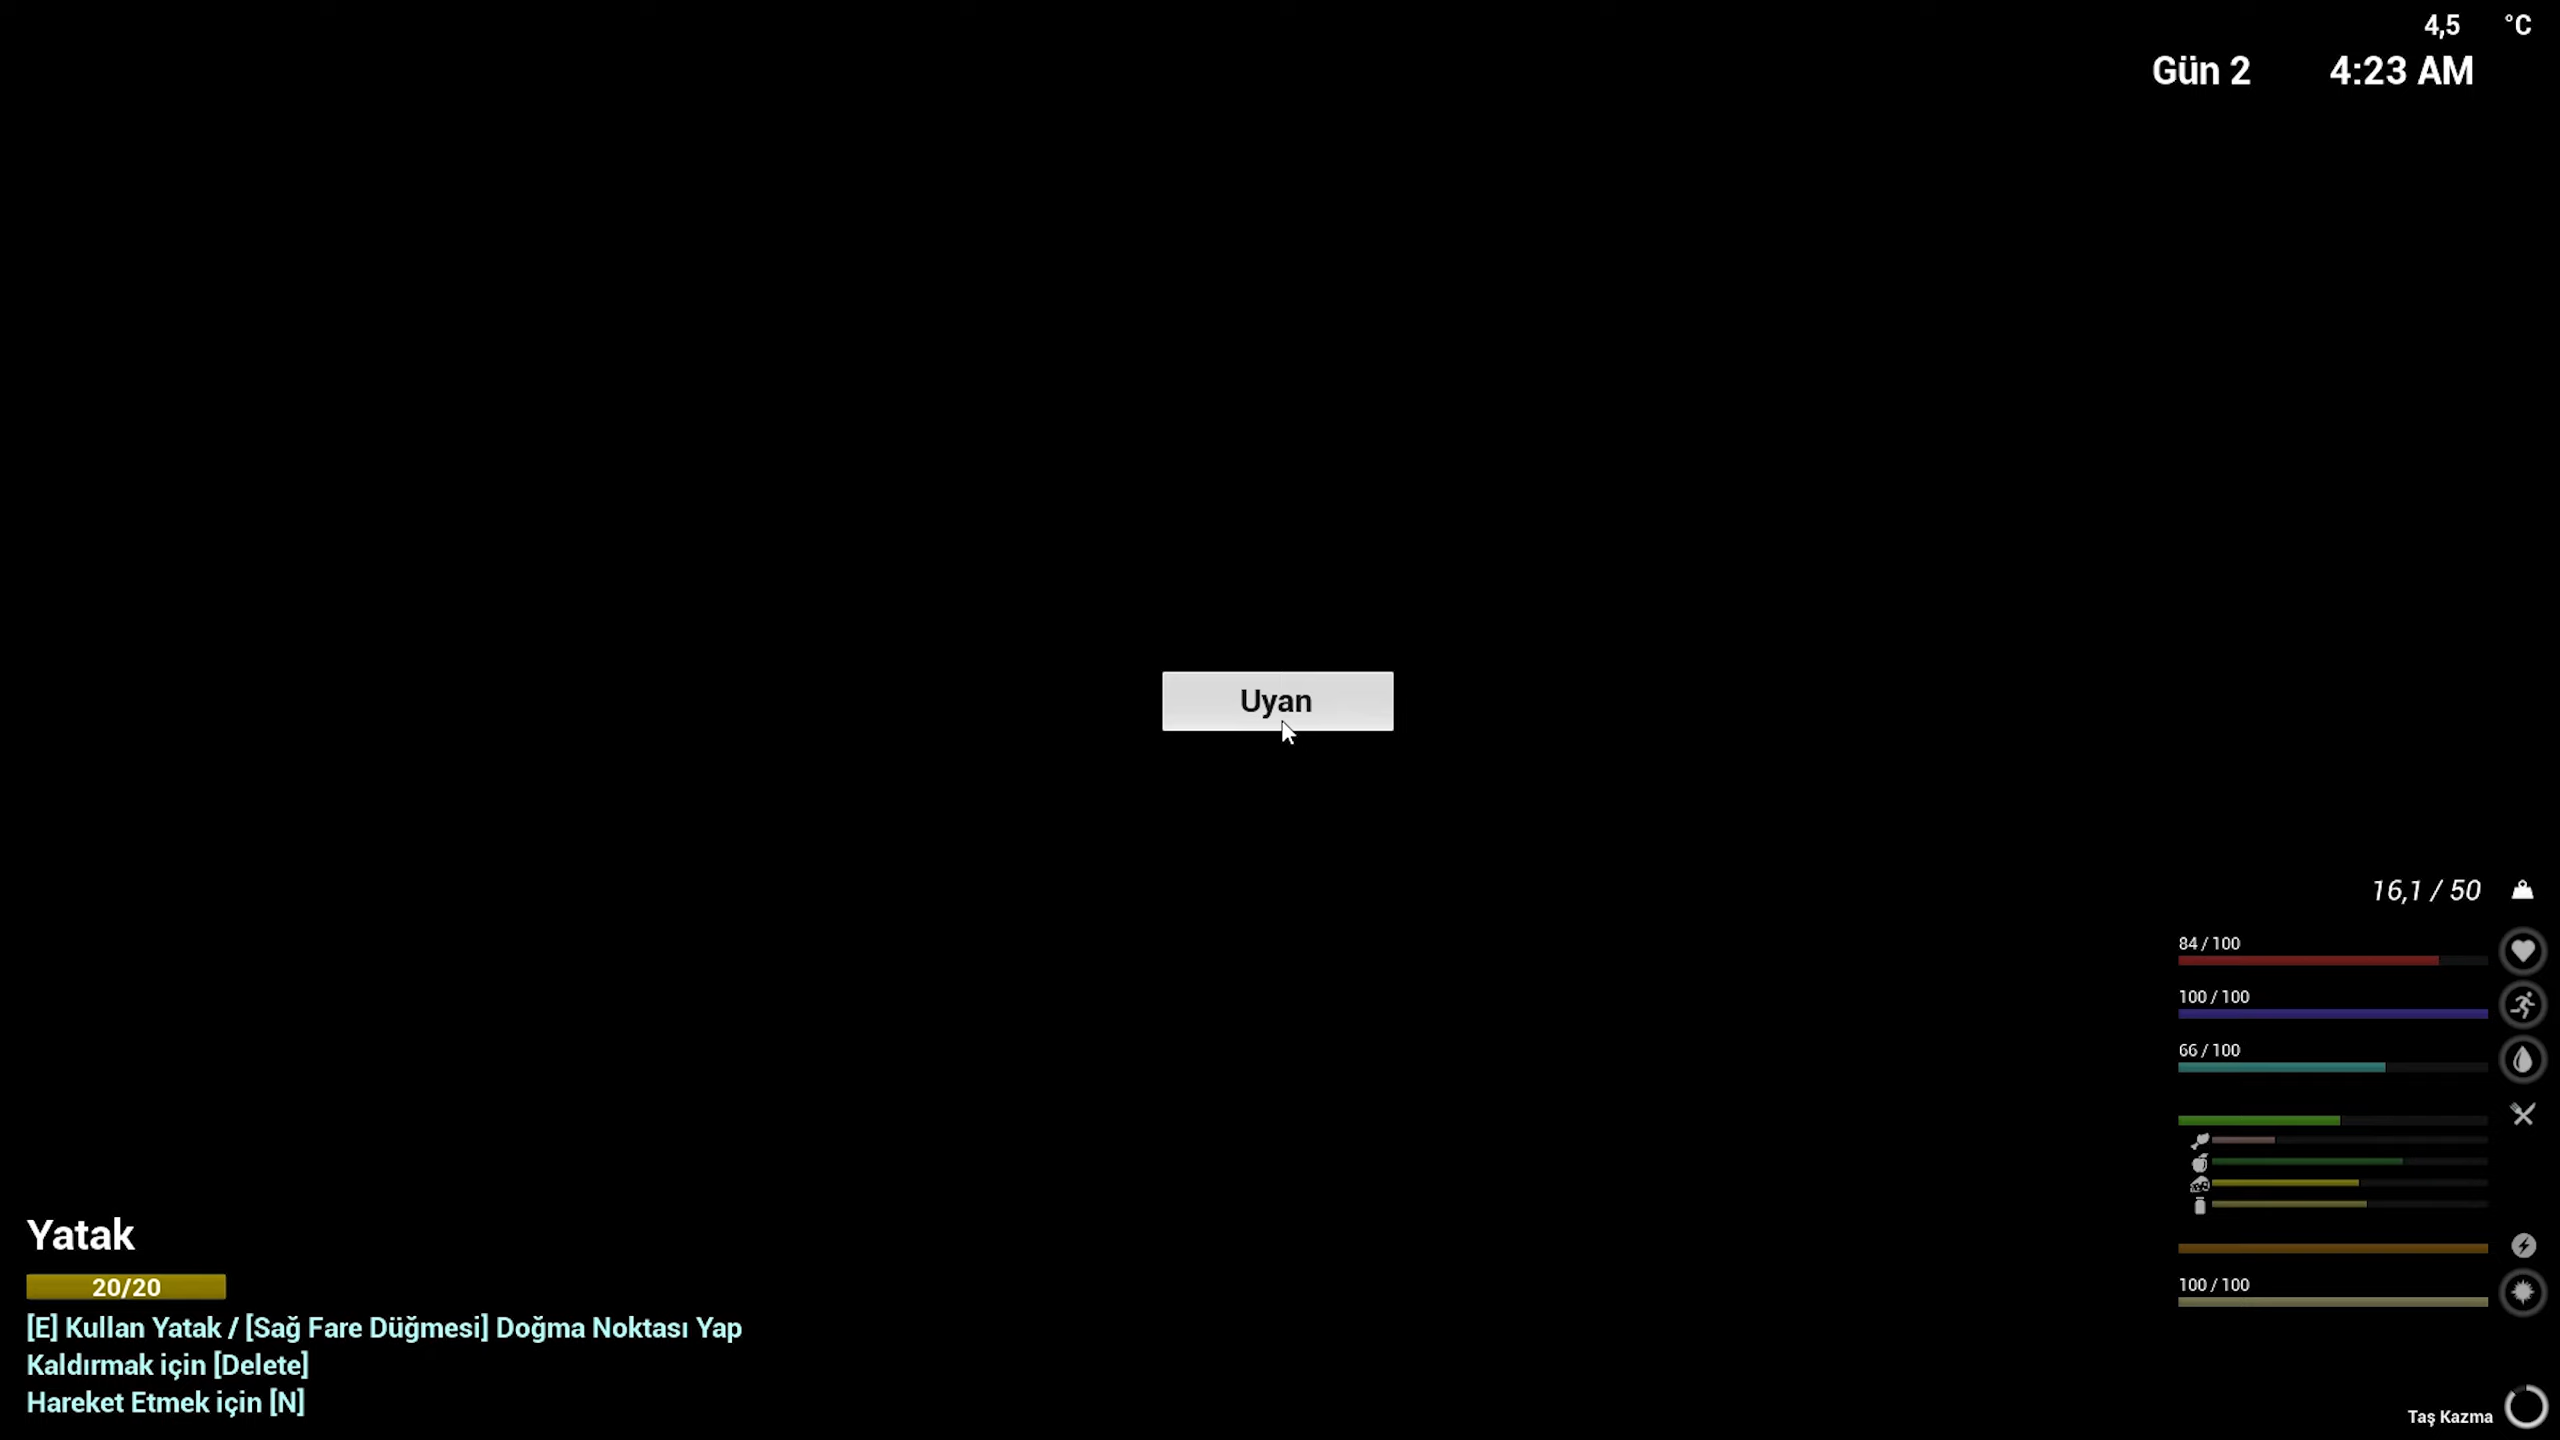 4,5 °C
Gün 2 4:23 AM
Uyan
16,1 / 50
84 / 100
100 / 100
66 / 100
100 / 100
Yatak
20/20
[E] Kullan Yatak / [Sağ Fare Düğmesi] Doğma Noktası Yap
Kaldırmak için [Delete]
Hareket Etmek için [N]
Taş Kazma